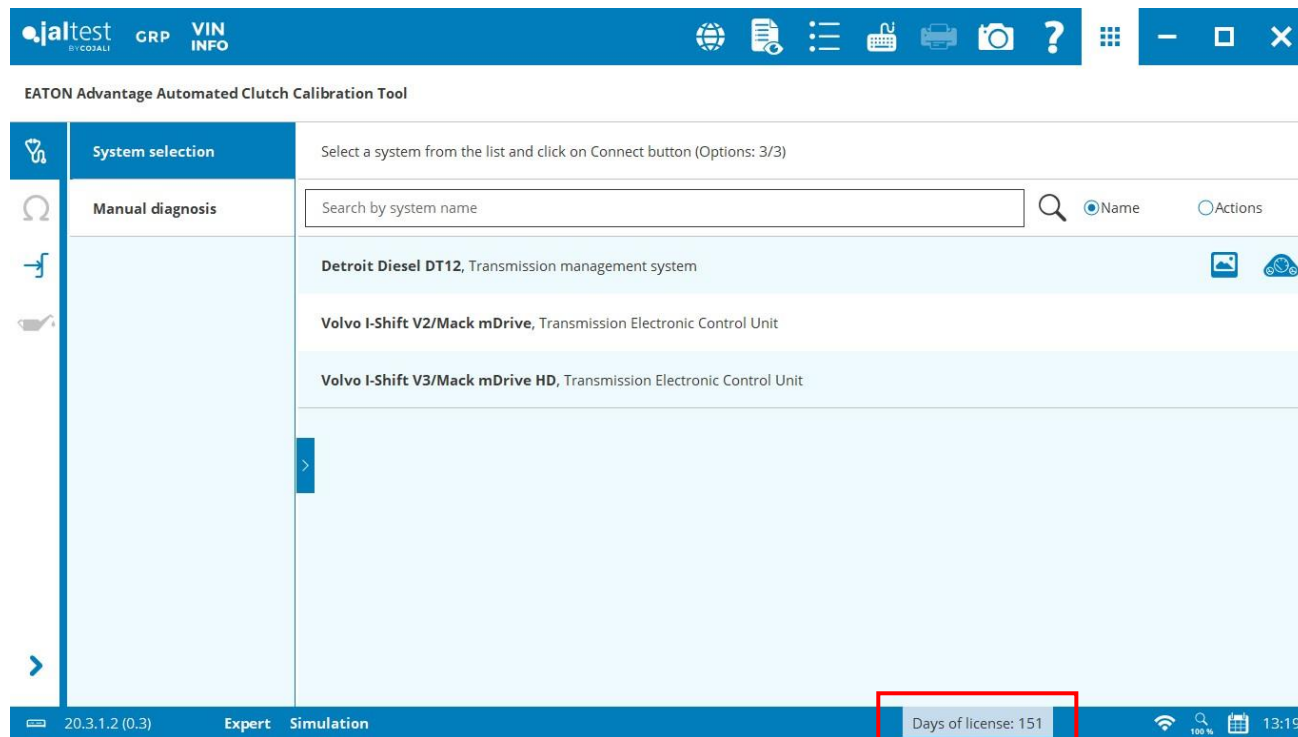 jaltest GRP VIN INFO
BY COJALI
EATON Advantage Automated Clutch Calibration Tool
System selection
Select a system from the list and click on Connect button (Options: 3/3)
Manual diagnosis
Search by system name
Name
Actions
Detroit Diesel DT12, Transmission management system
Volvo I-Shift V2/Mack mDrive, Transmission Electronic Control Unit
Volvo I-Shift V3/Mack mDrive HD, Transmission Electronic Control Unit
20.3.1.2 (0.3) Expert Simulation Days of license: 151 100 % 13:19